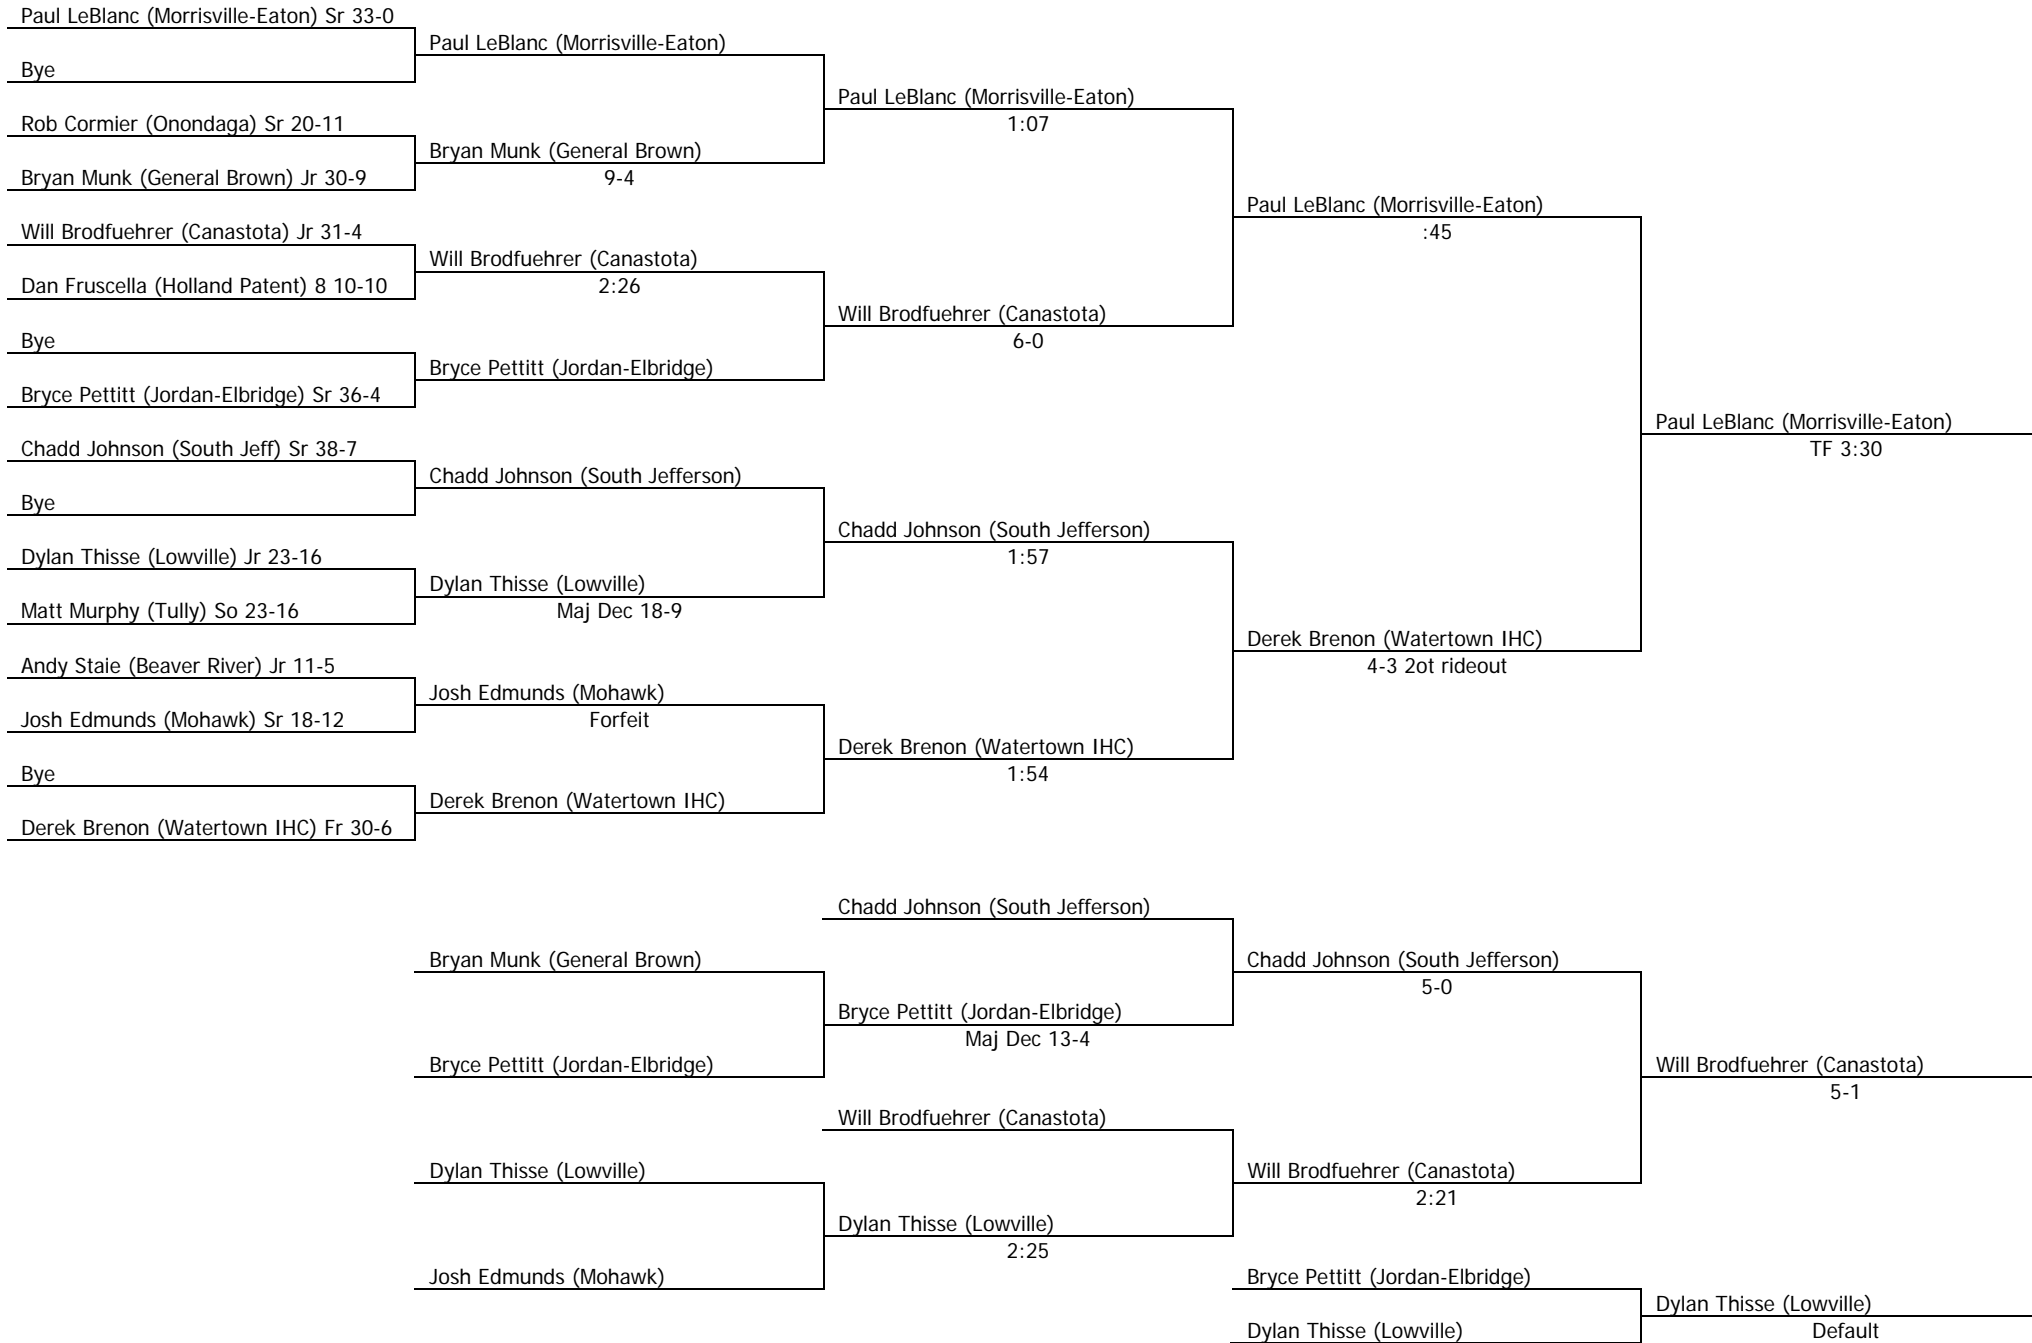 Paul LeBlanc (Morrisville-Eaton) Sr 33-0
Bye
Rob Cormier (Onondaga) Sr 20-11
Bryan Munk (General Brown) Jr 30-9
Will Brodfuehrer (Canastota) Jr 31-4
Dan Fruscella (Holland Patent) 8 10-10
Bye
Bryce Pettitt (Jordan-Elbridge) Sr 36-4
Chadd Johnson (South Jeff) Sr 38-7
Bye
Dylan Thisse (Lowville) Jr 23-16
Matt Murphy (Tully) So 23-16
Andy Staie (Beaver River) Jr 11-5
Josh Edmunds (Mohawk) Sr 18-12
Bye
Derek Brenon (Watertown IHC) Fr 30-6
Paul LeBlanc (Morrisville-Eaton)
Bryan Munk (General Brown)
9-4
Will Brodfuehrer (Canastota)
2:26
Bryce Pettitt (Jordan-Elbridge)
Chadd Johnson (South Jefferson)
Dylan Thisse (Lowville)
Maj Dec 18-9
Josh Edmunds (Mohawk)
Forfeit
Derek Brenon (Watertown IHC)
Paul LeBlanc (Morrisville-Eaton)
1:07
Will Brodfuehrer (Canastota)
6-0
Chadd Johnson (South Jefferson)
1:57
Derek Brenon (Watertown IHC)
1:54
Paul LeBlanc (Morrisville-Eaton)
:45
Derek Brenon (Watertown IHC)
4-3 2ot rideout
Paul LeBlanc (Morrisville-Eaton)
TF 3:30
Bryan Munk (General Brown)
Bryce Pettitt (Jordan-Elbridge)
Dylan Thisse (Lowville)
Josh Edmunds (Mohawk)
Chadd Johnson (South Jefferson)
Bryce Pettitt (Jordan-Elbridge)
Maj Dec 13-4
Will Brodfuehrer (Canastota)
Dylan Thisse (Lowville)
2:25
Chadd Johnson (South Jefferson)
5-0
Will Brodfuehrer (Canastota)
2:21
Will Brodfuehrer (Canastota)
5-1
Bryce Pettitt (Jordan-Elbridge)
Dylan Thisse (Lowville)
Dylan Thisse (Lowville)
Default